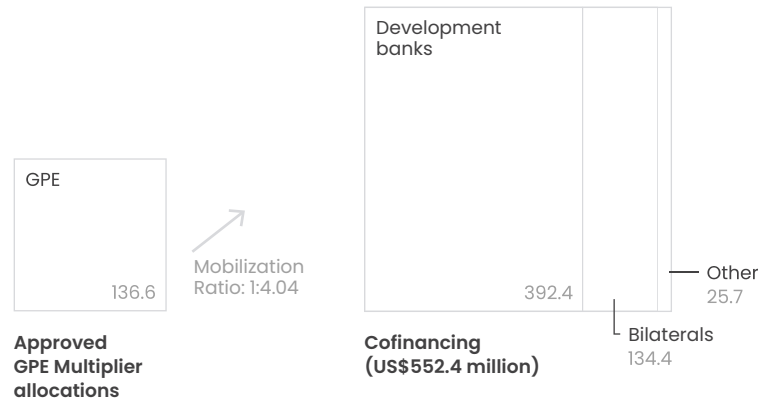 GPE
136.6
Approved
GPE Multiplier
allocations
Mobilization
Ratio: 1:4.04
Development
banks
392.4
Cofinancing
(US$552.4 million)
Other
25.7
Bilaterals
134.4